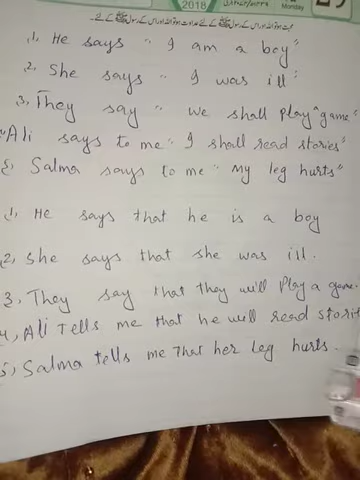 2018
Monday
1, He says " I am a boy"
2. She says " I was ill"
3, They say " we shall play "game"
Ali says to me " I shall read stories"
5, Salma says to me " My leg hurts"
1, He says that he is a boy
2, She says that she was ill.
3, They say that they will Play a game.
4, Ali Tells me that he will read stori
5, Salma tells me That her leg hurts.